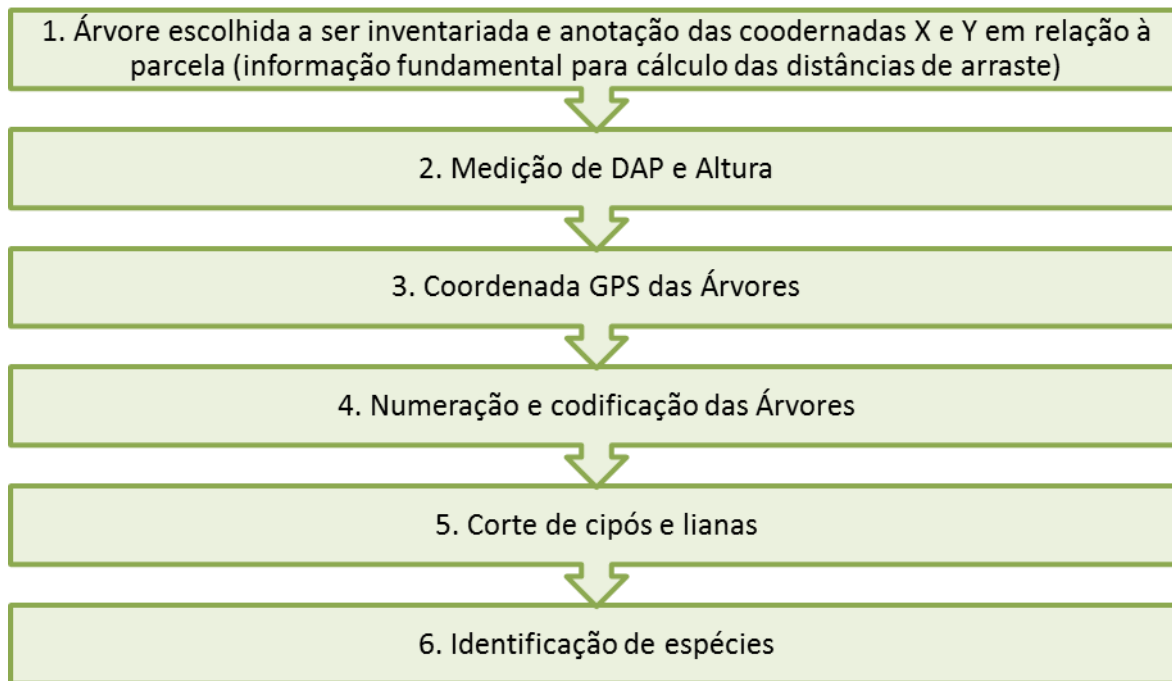 1. Árvore escolhida a ser inventariada e anotação das coodernadas X e Y em relação à
parcela (informação fundamental para cálculo das distâncias de arraste)
2. Medição de DAP e Altura
3. Coordenada GPS das Árvores
4. Numeração e codificação das Árvores
5. Corte de cipós e lianas
6. Identificação de espécies